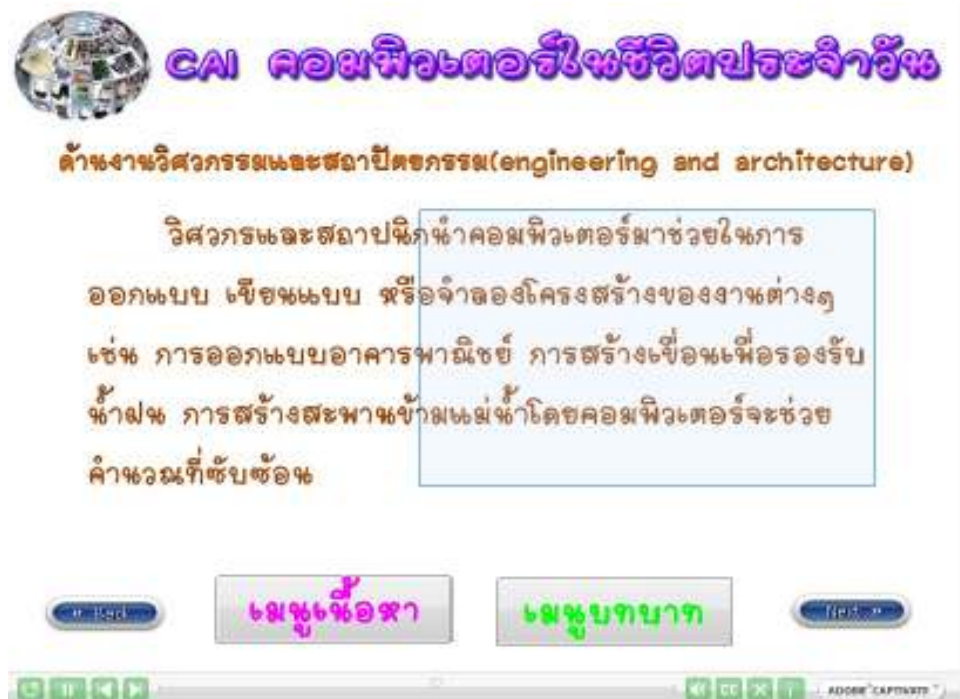 CAI คอมพิวเตอร์ในชีวิตประจำวัน
ด้านงานวิศวกรรมและสถาปัตยกรรม(engineering and architecture)
วิศวกรและสถาปนิกนำคอมพิวเตอร์มาช่วยในการ
ออกแบบ เขียนแบบ หรือจำลองโครงสร้างของงานต่างๆ
เช่น การออกแบบอาคารพาณิชย์ การสร้างเขื่อนเพื่อรองรับ
น้ำฝน การสร้างสะพานข้ามแม่น้ำโดยคอมพิวเตอร์จะช่วย
คำนวณที่ซับซ้อน
เมนูเนื้อหา
เมนูบทบาท
Next »
CC
ADOBE CAPTIVATE